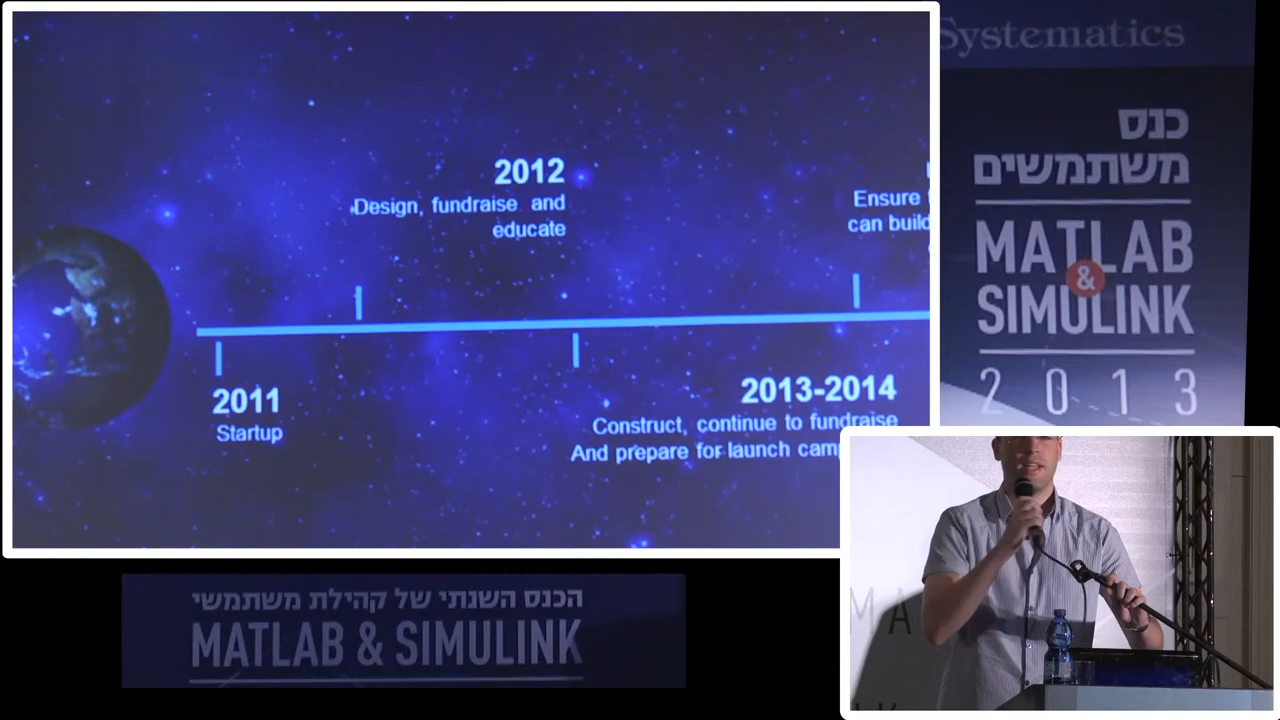 2012
Design, fundraise and
educate
Ensure
can build
2011
Startup
2013-2014
Construct, continue to fundraise
And prepare for launch
Systematics
כנס
משתמשים
MATLAB
&
SIMULINK
2013
הכנס השנתי של קהילת משתמשי
MATLAB & SIMULINK
MA